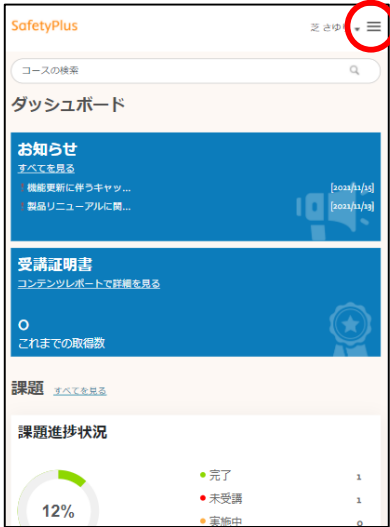 SafetyPlus
芝 さゆり
コースの検索
ダッシュボード
お知らせ
すべてを見る
! 機能更新に伴うキャッ... [2021/11/15]
! 製品リニューアルに関... [2021/11/13]
受講証明書
コンテンツレポートで詳細を見る
0
これまでの取得数
課題 すべてを見る
課題進捗状況
完了 1
未受講 1
12%
実施中 0